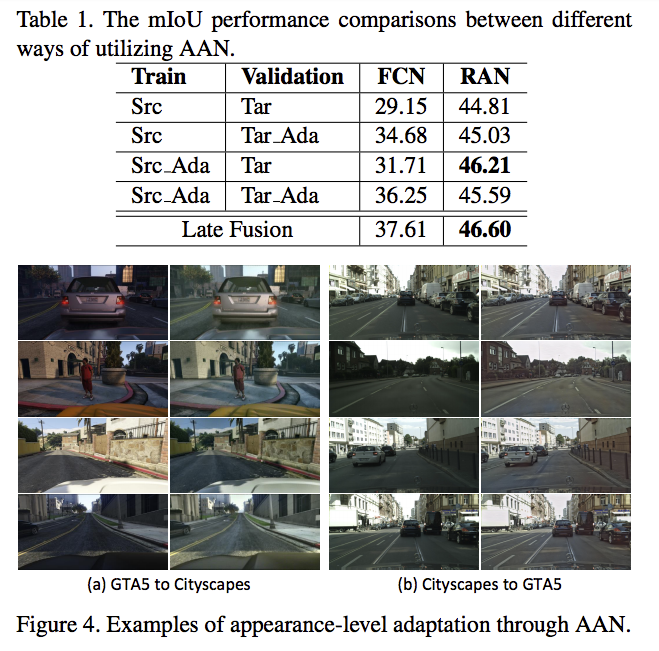 Table 1. The mIoU performance comparisons between different
ways of utilizing AAN.
Train Validation FCN RAN
Src Tar 29.15 44.81
Src Tar_Ada 34.68 45.03
Src_Ada Tar 31.71 46.21
Src_Ada Tar_Ada 36.25 45.59
Late Fusion 37.61 46.60
(a) GTA5 to Cityscapes (b) Cityscapes to GTA5
Figure 4. Examples of appearance-level adaptation through AAN.